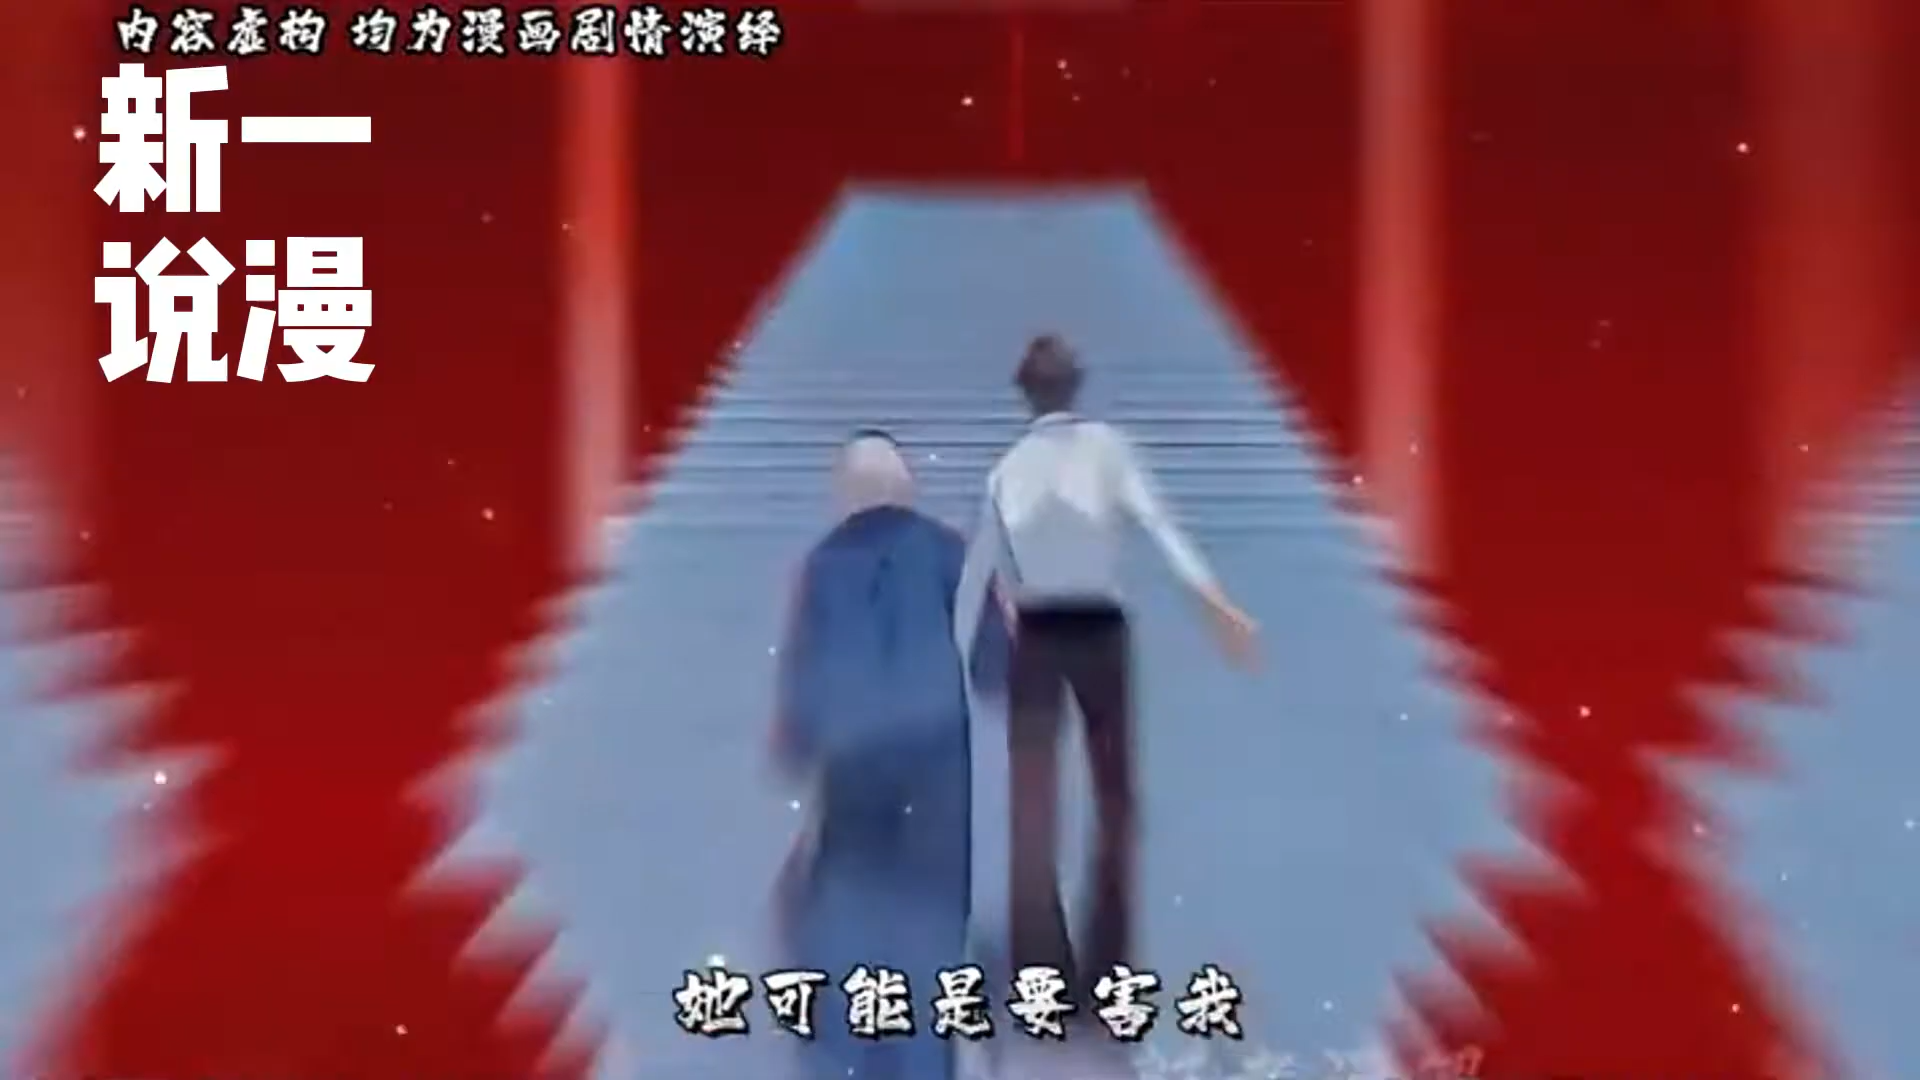 内容虚构 均为漫画剧情演绎
新一
说漫
她可能是要害我